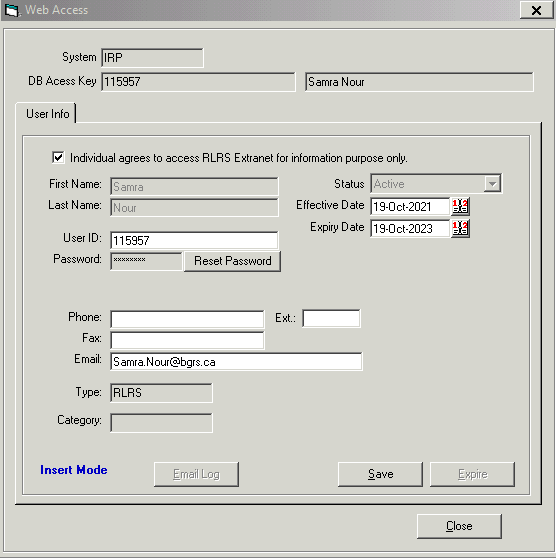 Web Access
System IRP
DB Acess Key 115957 Samra Nour
User Info
Individual agrees to access RLRS Extranet for information purpose only.
First Name: Samra Status Active
Last Name: Nour Effective Date 19-Oct-2021
Expiry Date 19-Oct-2023
User ID: 115957
Password: xxxxxxxx Reset Password
Phone: Ext.:
Fax:
Email: Samra.Nour@bgrs.ca
Type: RLRS
Category:
Insert Mode Email Log Save Expire
Close